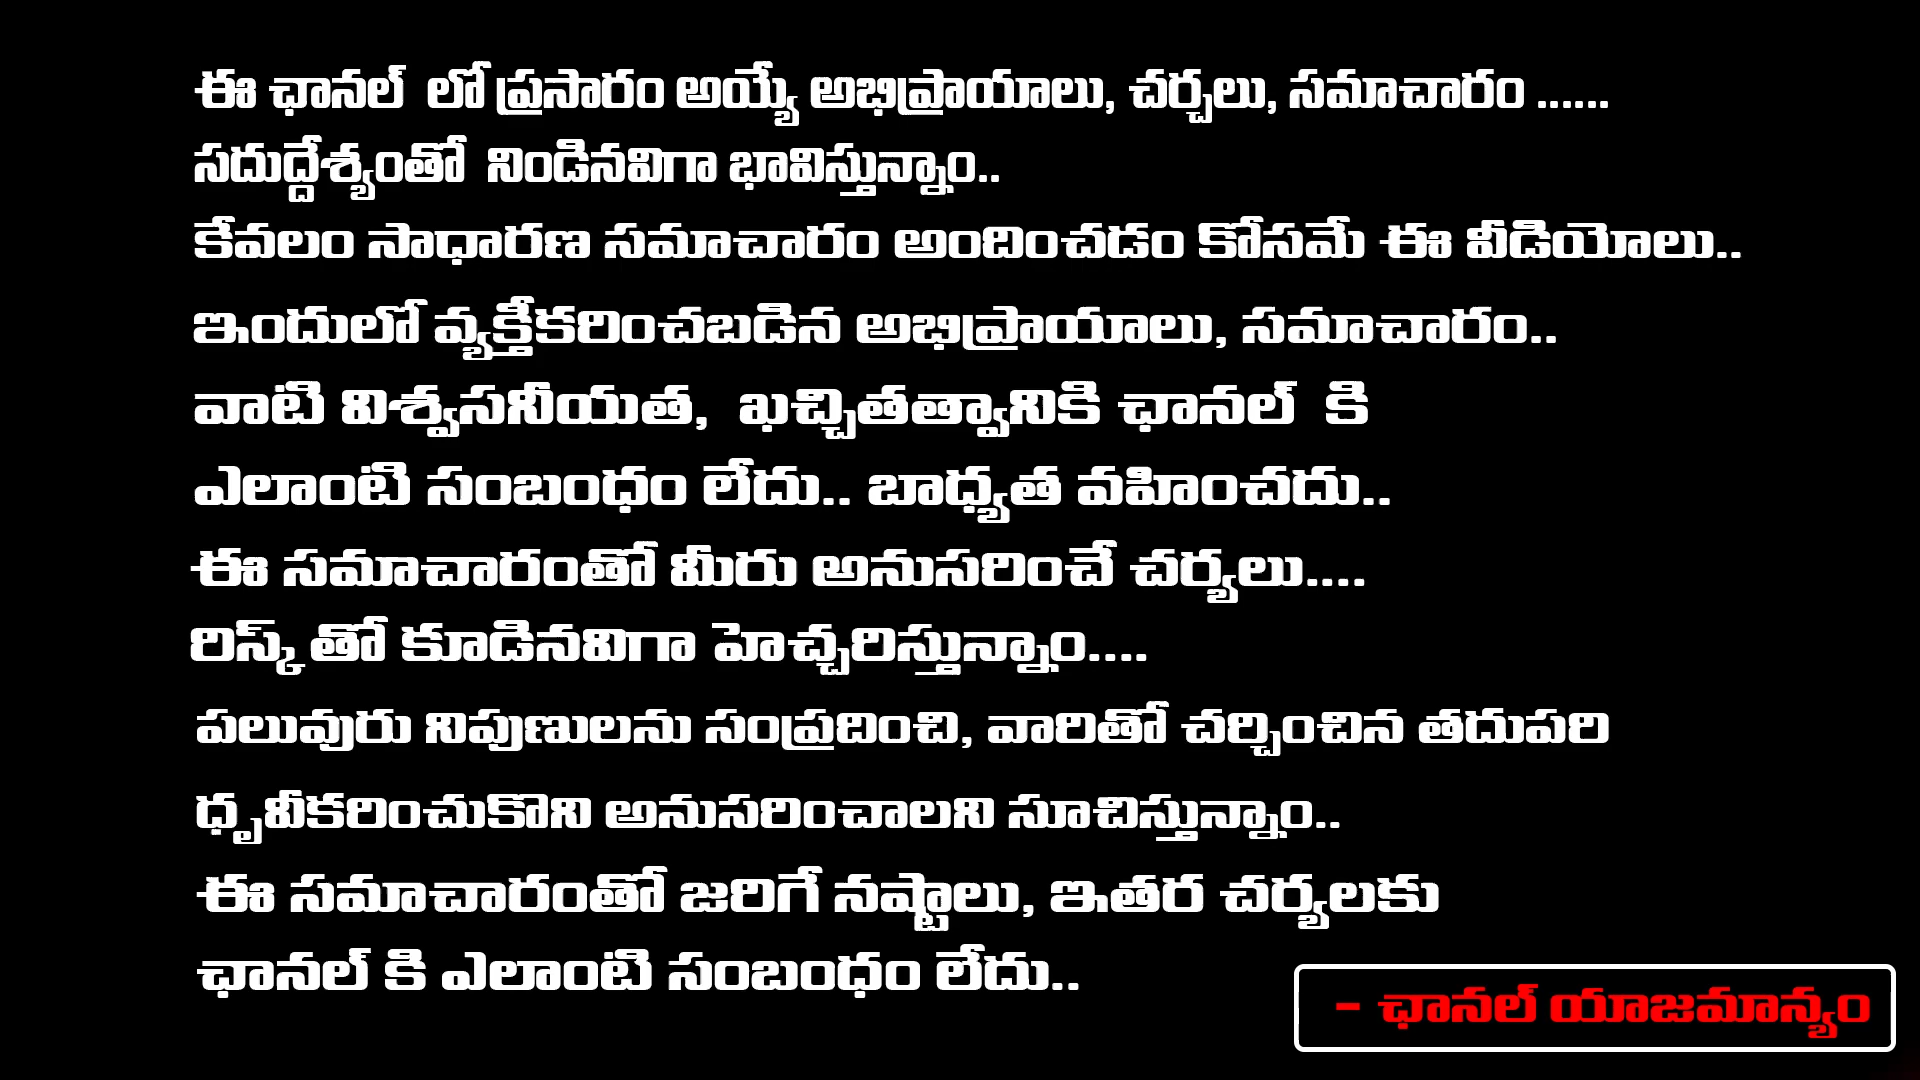 ఈ ఛానల్ లో ప్రసారం అయ్యే అభిప్రాయాలు, చర్చలు, సమాచారం ......
సదుద్దేశ్యంతో నిండినవిగా భావిస్తున్నాం..
కేవలం సాధారణ సమాచారం అందించడం కోసమే ఈ వీడియోలు..
ఇందులో వ్యక్తీకరించబడిన అభిప్రాయాలు, సమాచారం..
వాటి విశ్వసనీయత, ఖచ్చితత్వానికి ఛానల్ కి
ఎలాంటి సంబంధం లేదు.. బాధ్యత వహించదు..
ఈ సమాచారంతో మీరు అనుసరించే చర్యలు....
రిస్క్ తో కూడినవిగా హెచ్చరిస్తున్నాం....
పలువురు నిపుణులను సంప్రదించి, వారితో చర్చించిన తదుపరి
ధృవీకరించుకొని అనుసరించాలని సూచిస్తున్నాం..
ఈ సమాచారంతో జరిగే నష్టాలు, ఇతర చర్యలకు
ఛానల్ కి ఎలాంటి సంబంధం లేదు..
- ఛానల్ యాజమాన్యం